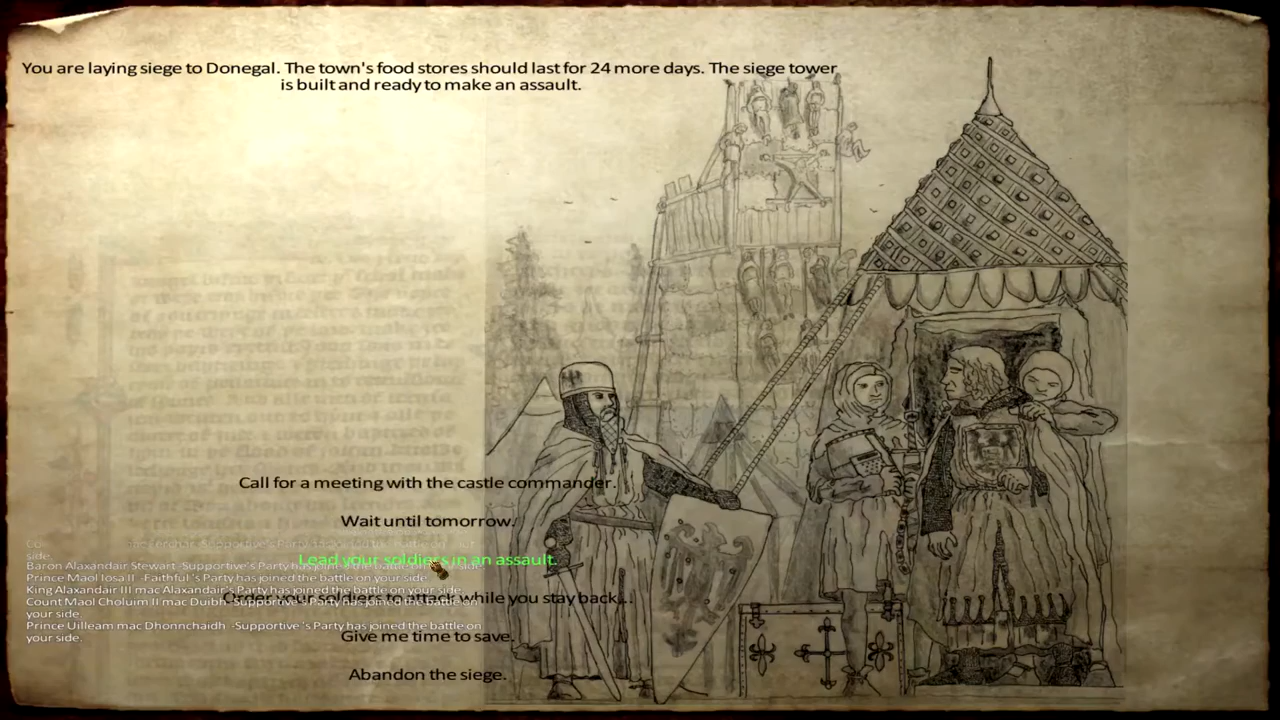 You are laying siege to Donegal. The town's food stores should last for 24 more days. The siege tower
is built and ready to make an assault.
Call for a meeting with the castle commander.
Wait until tomorrow.
Lead your soldiers in an assault.
Order your soldiers to attack while you stay back...
Give me time to save.
Abandon the siege.
side.
Baron Alaxandair Stewart -Supportive's Party has joined the battle on your side.
Prince Maol Iosa II -Faithful 's Party has joined the battle on your side.
King Alaxandair III mac Alaxandair's Party has joined the battle on your side.
Count Maol Choluim II mac Duibh -Supportive 's Party has joined the battle on
your side.
Prince Uilleam mac Dhonnchaidh -Supportive 's Party has joined the battle on
your side.